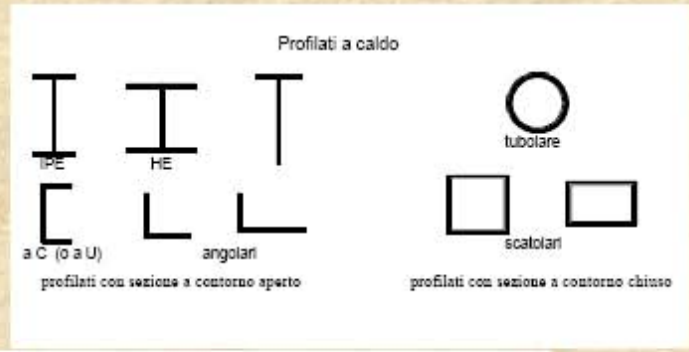 Profilati a caldo
IPE
HE
tubolare
a C (o a U)
angolari
scatolari
profilati con sezione a contorno aperto
profilati con sezione a contorno chiuso